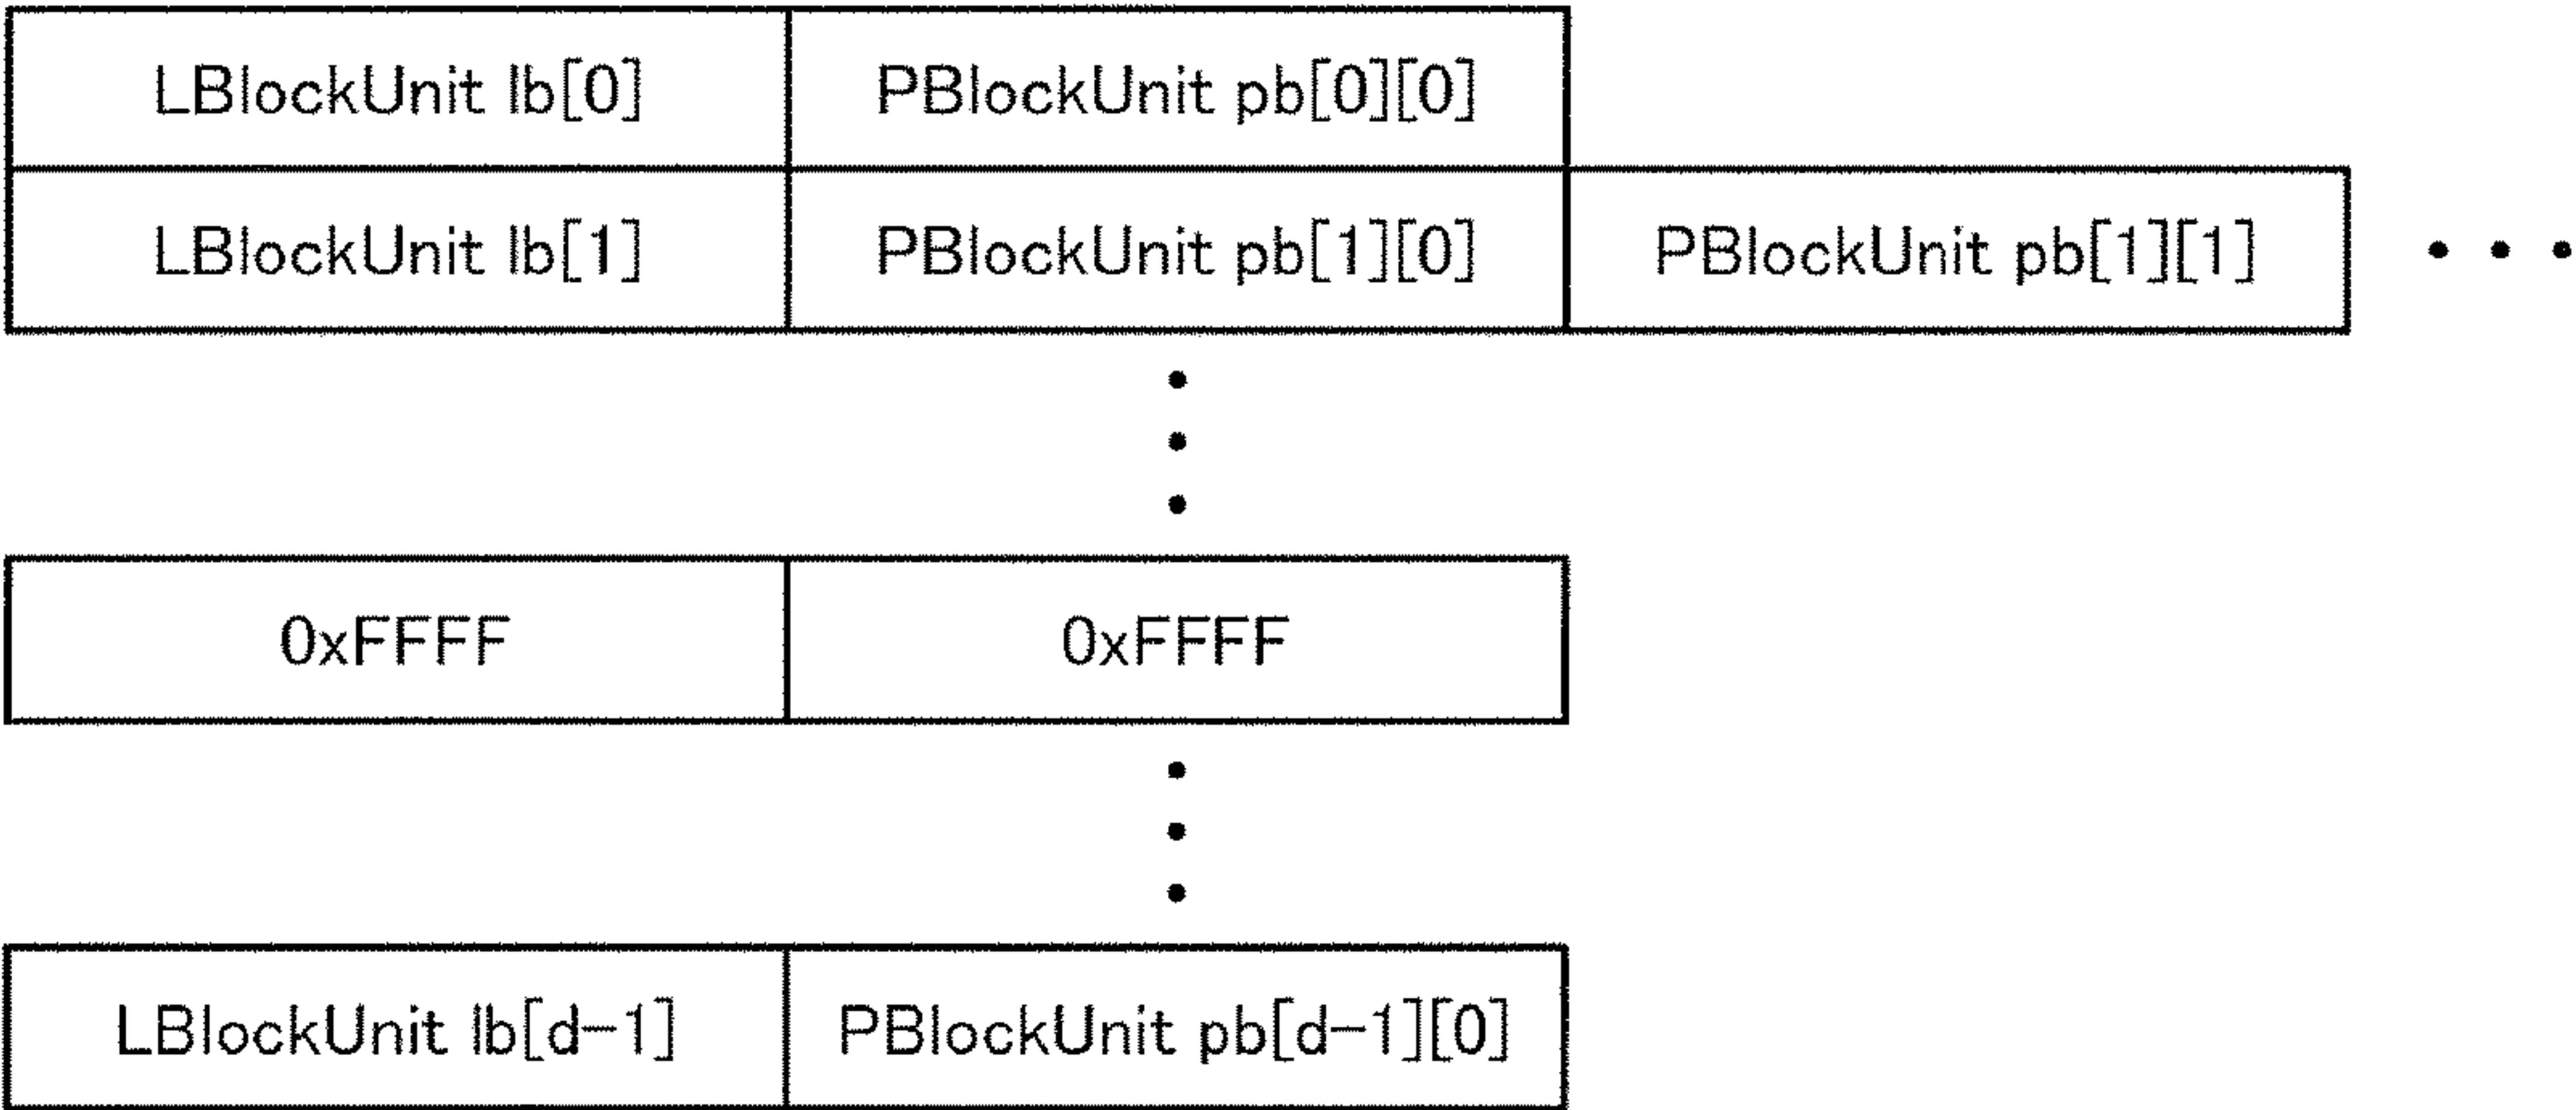 LBlockUnit lb[0] PBlockUnit pb[0][0]
LBlockUnit lb[1] PBlockUnit pb[1][0] PBlockUnit pb[1][1] • • •
0xFFFF 0xFFFF
LBlockUnit lb[d-1] PBlockUnit pb[d-1][0]